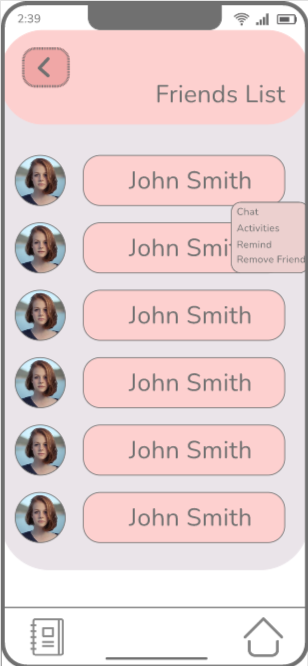 2:39
Friends List
John Smith
Chat
Activities
Remind
Remove Friend
John Smi
John Smith
John Smith
John Smith
John Smith